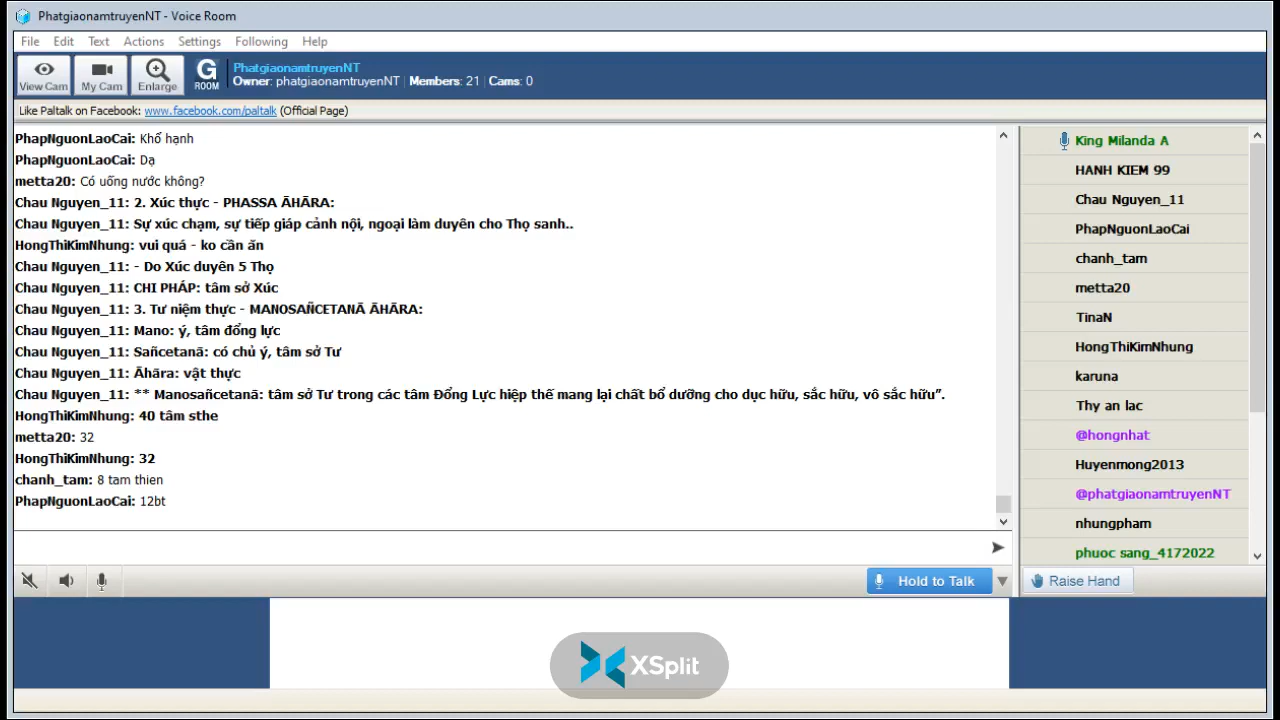 PhatgiaonamtruyenNT - Voice Room
File Edit Text Actions Settings Following Help
View Cam
My Cam
Enlarge
G ROOM
PhatgiaonamtruyenNT
Owner: phatgiaonamtruyenNT | Members: 21 | Cams: 0
Like Paltalk on Facebook: www.facebook.com/paltalk (Official Page)
PhapNguonLaoCai: Khổ hạnh
PhapNguonLaoCai: Dạ
metta20: Có uống nước không?
Chau Nguyen_11: 2. Xúc thực - PHASSA ĀHĀRA:
Chau Nguyen_11: Sự xúc chạm, sự tiếp giáp cảnh nội, ngoại làm duyên cho Thọ sanh..
HongThiKimNhung: vui quá - ko cần ăn
Chau Nguyen_11: - Do Xúc duyên 5 Thọ
Chau Nguyen_11: CHI PHÁP: tâm sở Xúc
Chau Nguyen_11: 3. Tư niệm thực - MANOSAÑCETANĀ ĀHĀRA:
Chau Nguyen_11: Mano: ý, tâm đổng lực
Chau Nguyen_11: Sañcetanā: có chủ ý, tâm sở Tư
Chau Nguyen_11: Āhāra: vật thực
Chau Nguyen_11: ** Manosañcetanā: tâm sở Tư trong các tâm Đổng Lực hiệp thế mang lại chất bổ dưỡng cho dục hữu, sắc hữu, vô sắc hữu”.
HongThiKimNhung: 40 tâm sthe
metta20: 32
HongThiKimNhung: 32
chanh_tam: 8 tam thien
PhapNguonLaoCai: 12bt
King Milanda A
HANH KIEM 99
Chau Nguyen_11
PhapNguonLaoCai
chanh_tam
metta20
TinaN
HongThiKimNhung
karuna
Thy an lac
@hongnhat
Huyenmong2013
@phatgiaonamtruyenNT
nhungpham
phuoc sang_4172022
Hold to Talk
Raise Hand
XSplit